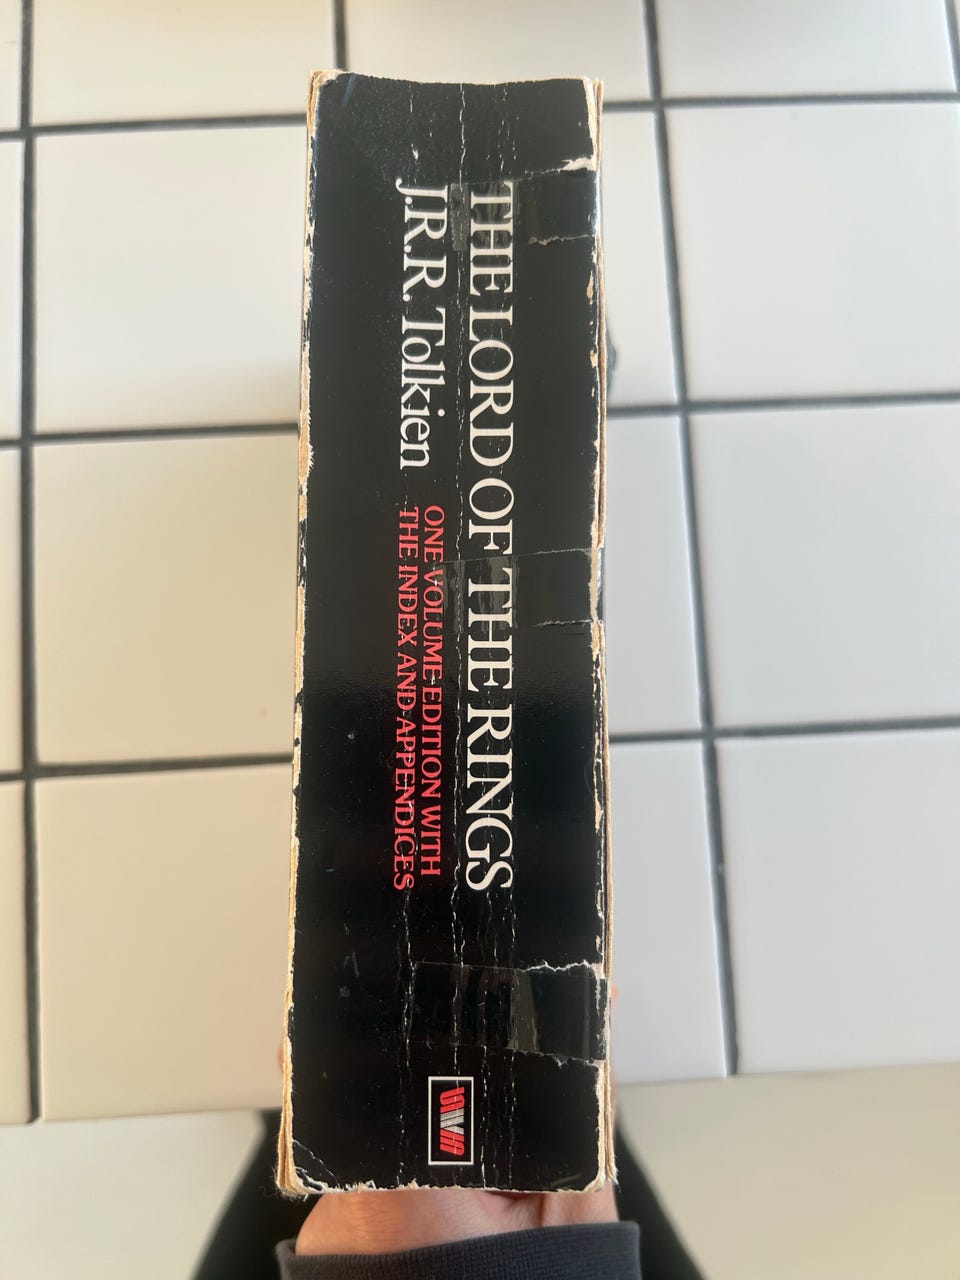 THE LORD OF THE RINGS
J.R.R. Tolkien
ONE VOLUME EDITION WITH
THE INDEX AND APPENDICES